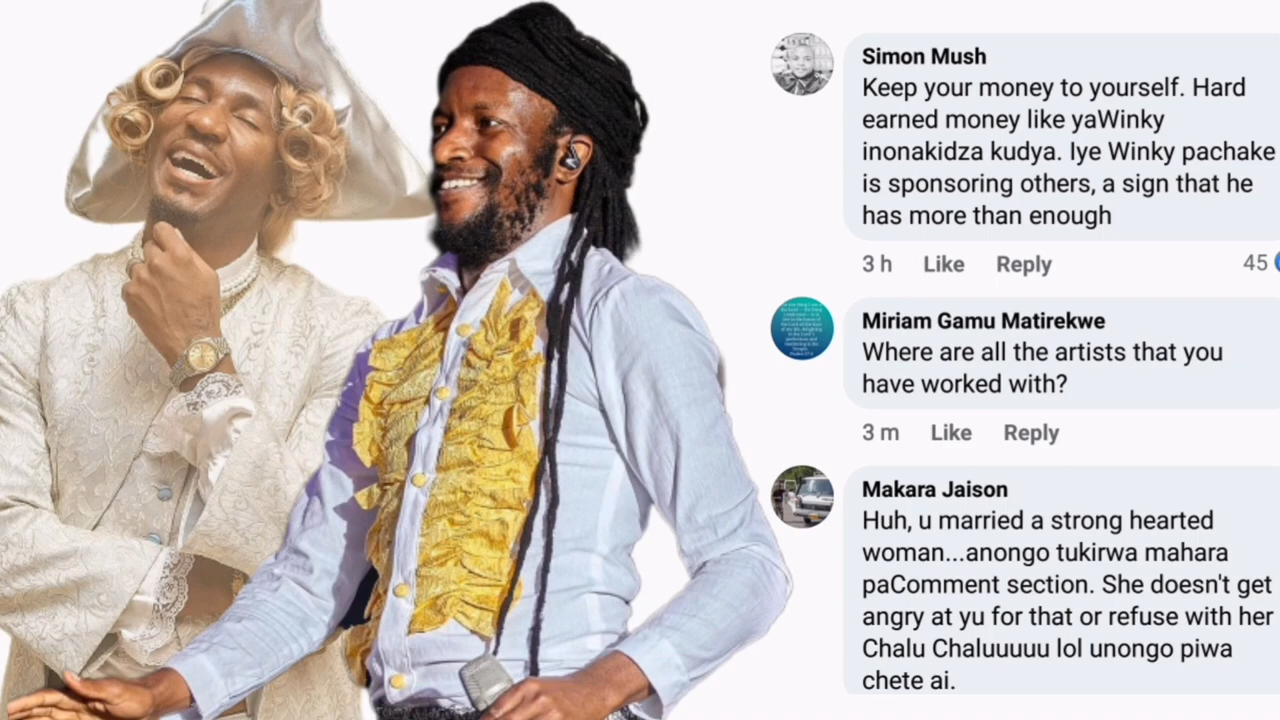 Simon Mush
Keep your money to yourself. Hard
earned money like yaWinky
inonakidza kudya. Iye Winky pachake
is sponsoring others, a sign that he
has more than enough
3 h Like Reply 45
Miriam Gamu Matirekwe
Where are all the artists that you
have worked with?
3 m Like Reply
Makara Jaison
Huh, u married a strong hearted
woman...anongo tukirwa mahara
paComment section. She doesn't get
angry at yu for that or refuse with her
Chalu Chaluuuuu lol unongo piwa
chete ai.